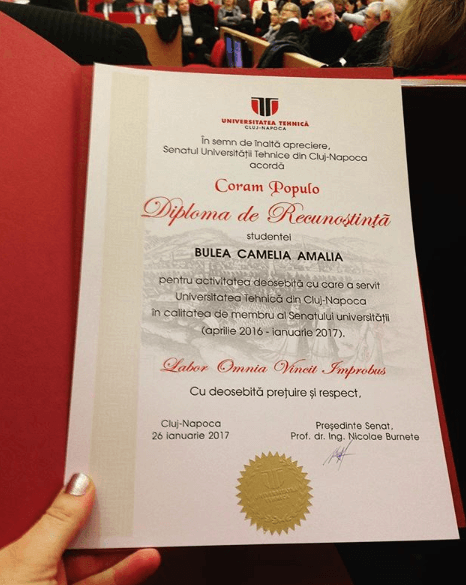 UNIVERSITATEA TEHNICĂ
CLUJ-NAPOCA
În semn de înaltă apreciere,
Senatul Universității Tehnice din Cluj-Napoca
acordă
Coram Populo
Diploma de Recunoștință
studentei
BULEA CAMELIA AMALIA
pentru activitatea deosebită cu care a servit
Universitatea Tehnică din Cluj-Napoca
în calitatea de membru al Senatului universității
(aprilie 2016 - ianuarie 2017).
Labor Omnia Vincit Improbus
Cu deosebită prețuire și respect,
Cluj-Napoca
26 ianuarie 2017
Președinte Senat,
Prof. dr. Ing. Nicolae Burnete